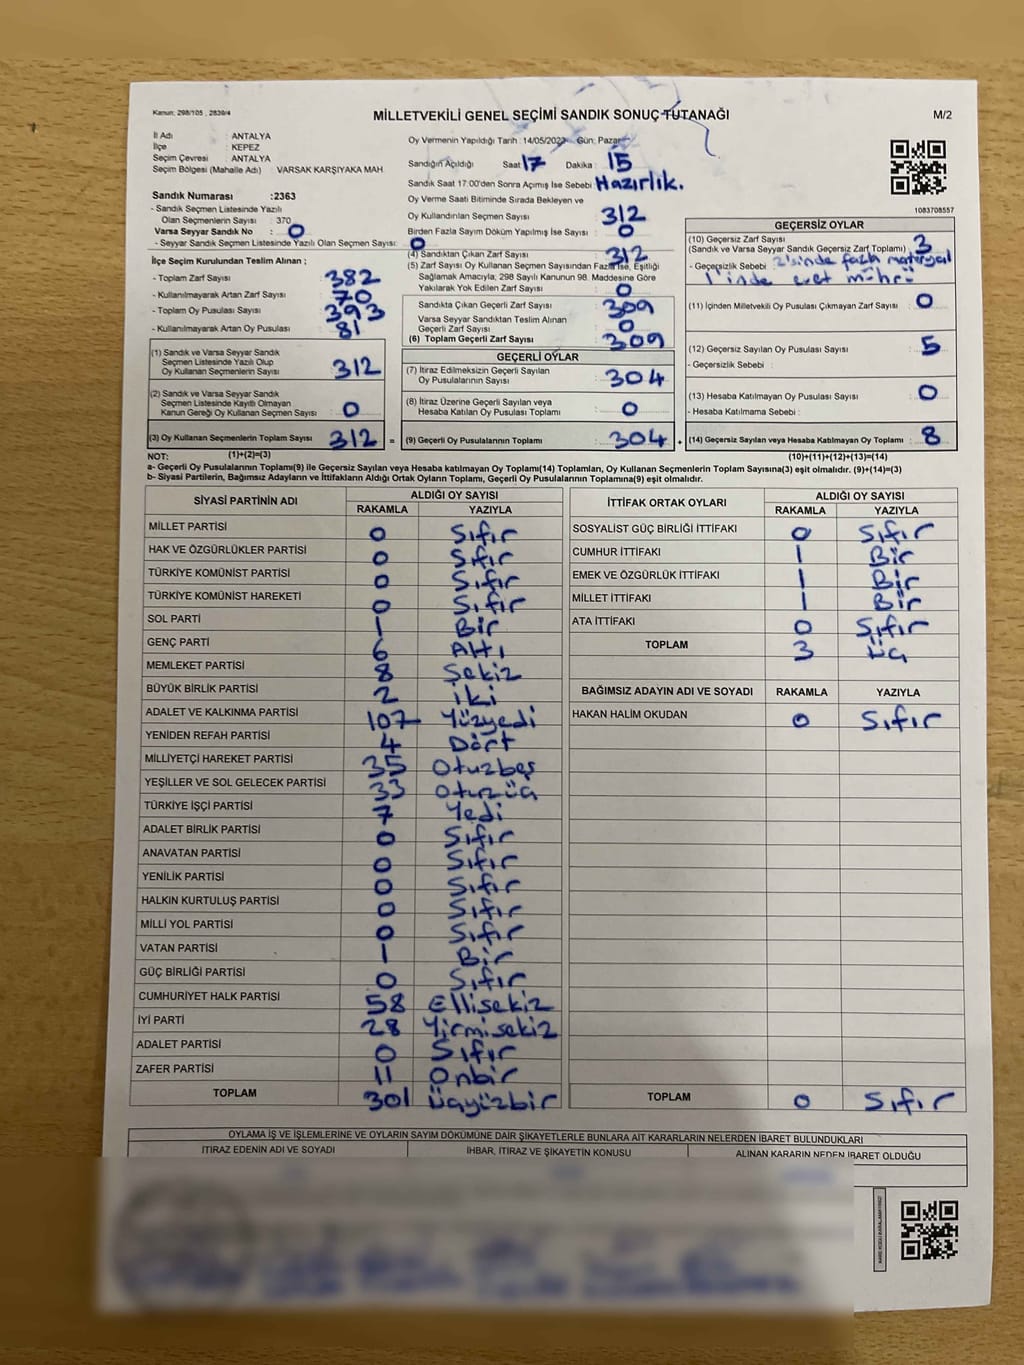 Kanun: 298/105 , 2839/4
MİLLETVEKİLİ GENEL SEÇİMİ SANDIK SONUÇ TUTANAĞI
M/2
İl Adı : ANTALYA
İlçe : KEPEZ
Seçim Çevresi : ANTALYA
Seçim Bölgesi (Mahalle Adı) : VARSAK KARŞIYAKA MAH
Sandık Numarası :2363
- Sandık Seçmen Listesinde Yazılı
Olan Seçmenlerin Sayısı : 370
Varsa Seyyar Sandık No : 0
- Seyyar Sandık Seçmen Listesinde Yazılı Olan Seçmen Sayısı: 0
İlçe Seçim Kurulundan Teslim Alınan ;
- Toplam Zarf Sayısı : 382
- Kullanılmayarak Artan Zarf Sayısı : 70
- Toplam Oy Pusulası Sayısı : 393
- Kullanılmayarak Artan Oy Pusulası : 81
(1) Sandık ve Varsa Seyyar Sandık
Seçmen Listesinde Yazılı Olup
Oy Kullanan Seçmenlerin Sayısı : 312
(2) Sandık ve Varsa Seyyar Sandık
Seçmen Listesinde Kayıtlı Olmayan
Kanun Gereği Oy Kullanan Seçmen Sayısı : 0
(3) Oy Kullanan Seçmenlerin Toplam Sayısı : 312 =
Oy Vermenin Yapıldığı Tarih : 14/05/2023 Gün: Pazar
Sandığın Açıldığı Saat : 17 Dakika : 15
Sandık Saat 17:00'den Sonra Açımış İse Sebebi : Hazırlık.
Oy Verme Saati Bitiminde Sırada Bekleyen ve
Oy Kullandırılan Seçmen Sayısı : 312
Birden Fazla Sayım Döküm Yapılmış İse Sayısı : 0
(4) Sandıktan Çıkan Zarf Sayısı : 312
(5) Zarf Sayısı Oy Kullanan Seçmen Sayısından Fazla İse, Eşitliği
Sağlamak Amacıyla, 298 Sayılı Kanunun 98. Maddesine Göre
Yakılarak Yok Edilen Zarf Sayısı : 0
Sandıkta Çıkan Geçerli Zarf Sayısı : 309
Varsa Seyyar Sandıktan Teslim Alınan
Geçerli Zarf Sayısı : 0
(6) Toplam Geçerli Zarf Sayısı : 309
GEÇERLİ OYLAR
(7) İtiraz Edilmeksizin Geçerli Sayılan
Oy Pusulalarının Sayısı : 304
(8) İtiraz Üzerine Geçerli Sayılan veya
Hesaba Katılan Oy Pusulası Toplamı : 0
(9) Geçerli Oy Pusulalarının Toplamı : 304 +
1083708557
GEÇERSİZ OYLAR
(10) Geçersiz Zarf Sayısı
(Sandık ve Varsa Seyyar Sandık Geçersiz Zarf Toplamı) : 3
- Geçersizlik Sebebi : 2'sinde fazla materyal
1'inde evet mührü
(11) İçinden Milletvekili Oy Pusulası Çıkmayan Zarf Sayısı : 0
(12) Geçersiz Sayılan Oy Pusulası Sayısı : 5
- Geçersizlik Sebebi :
(13) Hesaba Katılmayan Oy Pusulası Sayısı : 0
- Hesaba Katılmama Sebebi :
(14) Geçersiz Sayılan veya Hesaba Katılmayan Oy Toplamı : 8
NOT: (1)+(2)=(3) (10)+(11)+(12)+(13)=(14)
a- Geçerli Oy Pusulalarının Toplamı(9) ile Geçersiz Sayılan veya Hesaba katılmayan Oy Toplamı(14) Toplamları, Oy Kullanan Seçmenlerin Toplam Sayısına(3) eşit olmalıdır. (9)+(14)=(3)
b- Siyasi Partilerin, Bağımsız Adayların ve İttifakların Aldığı Ortak Oyların Toplamı, Geçerli Oy Pusulalarının Toplamına(9) eşit olmalıdır.
SİYASİ PARTİNİN ADI ALDIĞI OY SAYISI
RAKAMLA YAZIYLA
MİLLET PARTİSİ 0 Sıfır
HAK VE ÖZGÜRLÜKLER PARTİSİ 0 Sıfır
TÜRKİYE KOMÜNİST PARTİSİ 0 Sıfır
TÜRKİYE KOMÜNİST HAREKETİ 0 Sıfır
SOL PARTİ 1 Bir
GENÇ PARTİ 6 Altı
MEMLEKET PARTİSİ 8 Sekiz
BÜYÜK BİRLİK PARTİSİ 2 iki
ADALET VE KALKINMA PARTİSİ 107 Yüzyedi
YENİDEN REFAH PARTİSİ 4 Dört
MİLLİYETÇİ HAREKET PARTİSİ 35 Otuzbeş
YEŞİLLER VE SOL GELECEK PARTİSİ 33 Otuzüç
TÜRKİYE İŞÇİ PARTİSİ 7 Yedi
ADALET BİRLİK PARTİSİ 0 Sıfır
ANAVATAN PARTİSİ 0 Sıfır
YENİLİK PARTİSİ 0 Sıfır
HALKIN KURTULUŞ PARTİSİ 0 Sıfır
MİLLİ YOL PARTİSİ 0 Sıfır
VATAN PARTİSİ 1 Bir
GÜÇ BİRLİĞİ PARTİSİ 0 Sıfır
CUMHURİYET HALK PARTİSİ 58 Ellisekiz
İYİ PARTİ 28 Yirmisekiz
ADALET PARTİSİ 0 Sıfır
ZAFER PARTİSİ 11 Onbir
TOPLAM 301 Üçyüzbir
İTTİFAK ORTAK OYLARI ALDIĞI OY SAYISI
RAKAMLA YAZIYLA
SOSYALİST GÜÇ BİRLİĞİ İTTİFAKI 0 Sıfır
CUMHUR İTTİFAKI 1 Bir
EMEK VE ÖZGÜRLÜK İTTİFAKI 1 Bir
MİLLET İTTİFAKI 1 Bir
ATA İTTİFAKI 0 Sıfır
TOPLAM 3 Üç
BAĞIMSIZ ADAYIN ADI VE SOYADI RAKAMLA YAZIYLA
HAKAN HALİM OKUDAN 0 Sıfır
TOPLAM 0 Sıfır
OYLAMA İŞ VE İŞLEMLERİNE VE OYLARIN SAYIM DÖKÜMÜNE DAİR ŞİKAYETLERLE BUNLARA AİT KARARLARIN NELERDEN İBARET BULUNDUKLARI
İTİRAZ EDENİN ADI VE SOYADI İHBAR, İTİRAZ VE ŞİKAYETİN KONUSU ALINAN KARARIN NEDEN İBARET OLDUĞU